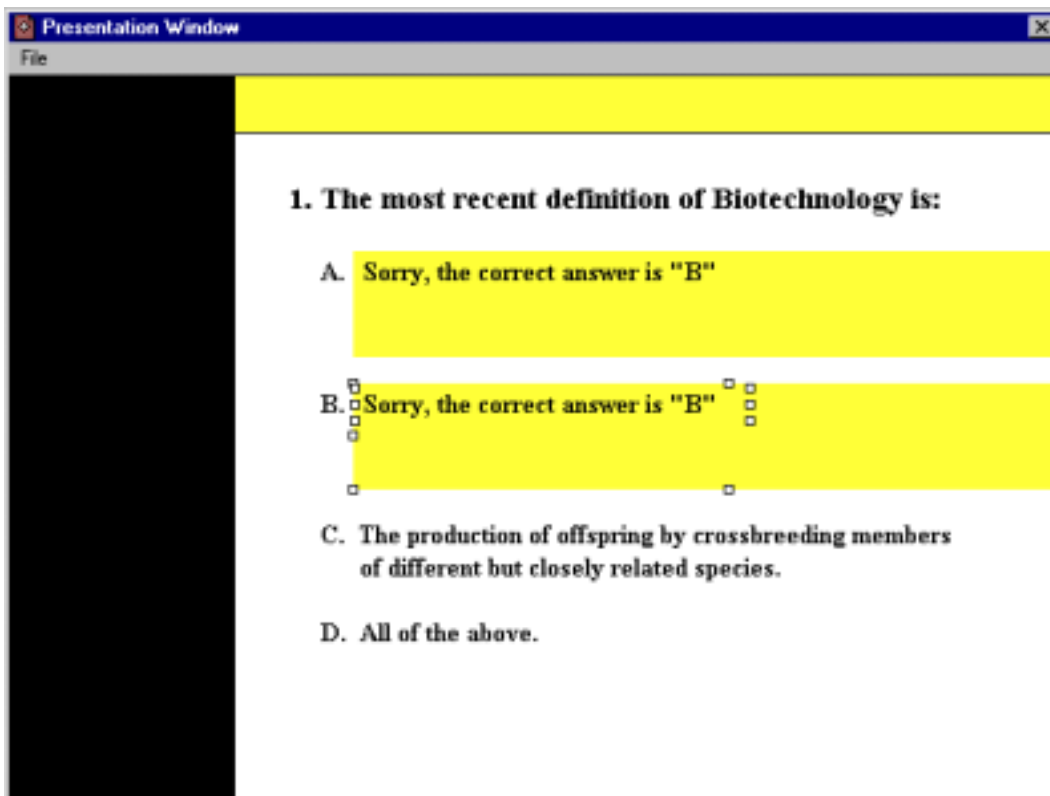 Presentation Window
File
1. The most recent definition of Biotechnology is:
A. Sorry, the correct answer is "B"
B. Sorry, the correct answer is "B"
C. The production of offspring by crossbreeding members
of different but closely related species.
D. All of the above.